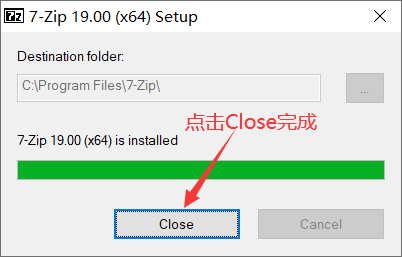 7-Zip 19.00 (x64) Setup
Destination folder:
C:\Program Files\7-Zip\
...
点击Close完成
7-Zip 19.00 (x64) is installed
Close
Cancel